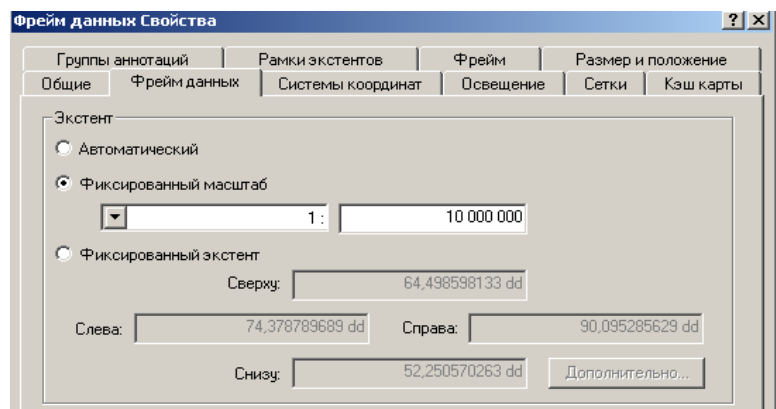 Фрейм данных Свойства
Группы аннотаций Рамки экстентов Фрейм Размер и положение
Общие Фрейм данных Системы координат Освещение Сетки Кэш карты
Экстент
Автоматический
Фиксированный масштаб
1 : 10 000 000
Фиксированный экстент
Сверху: 64,498598133 dd
Слева: 74,378789689 dd Справа: 90,095285629 dd
Снизу: 52,250570263 dd Дополнительно...